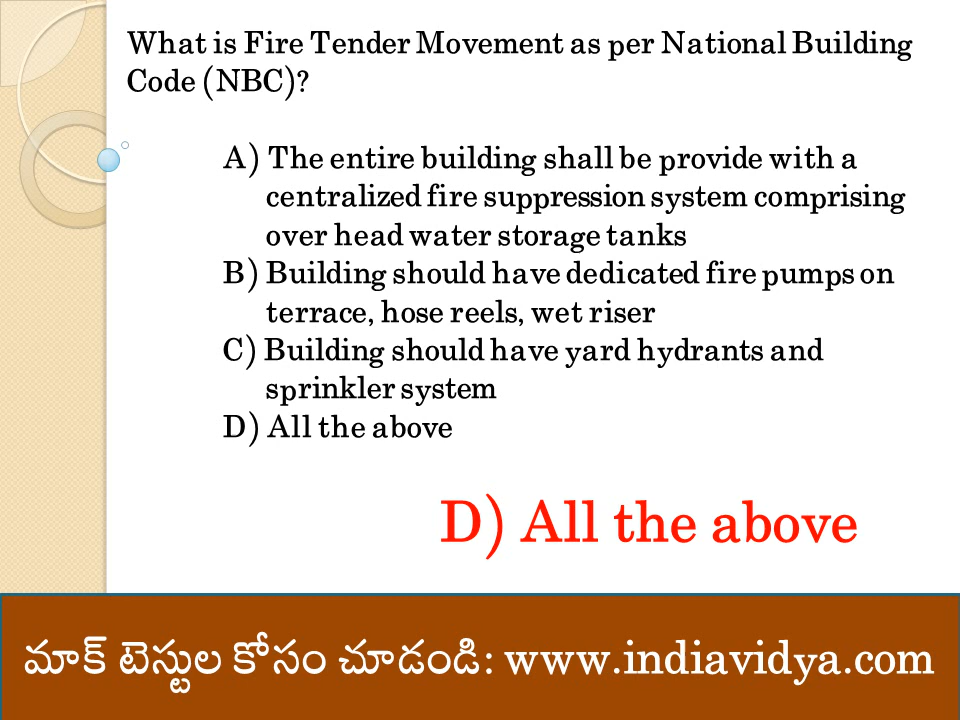 What is Fire Tender Movement as per National Building
Code (NBC)?
A) The entire building shall be provide with a
centralized fire suppression system comprising
over head water storage tanks
B) Building should have dedicated fire pumps on
terrace, hose reels, wet riser
C) Building should have yard hydrants and
sprinkler system
D) All the above
D) All the above
మాక్ టెస్టుల కోసం చూడండి: www.indiavidya.com